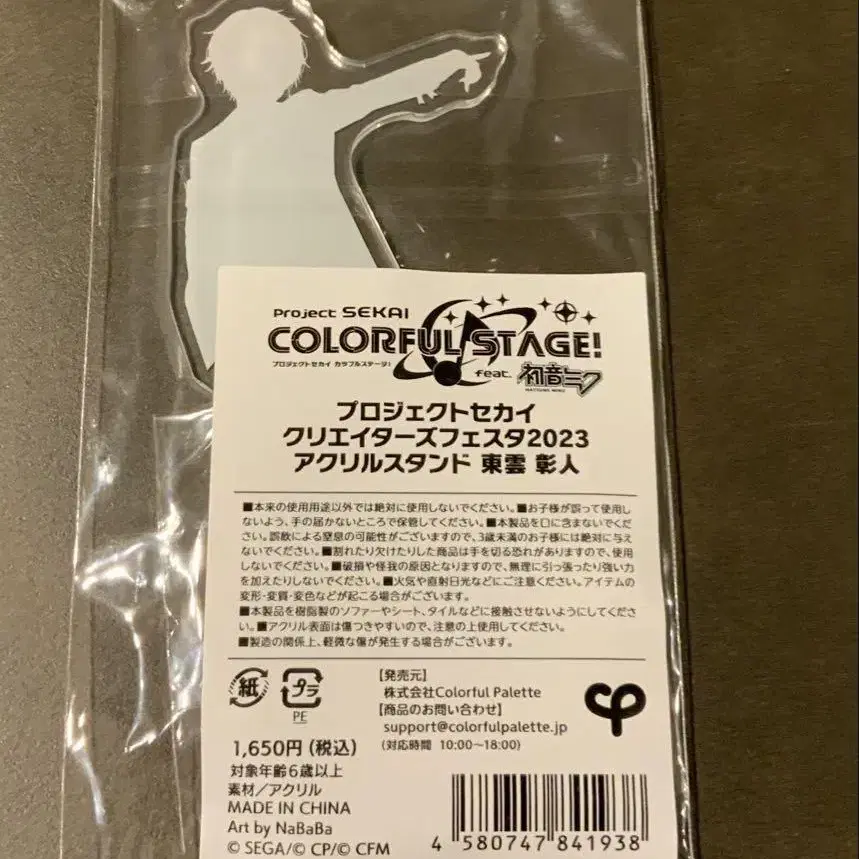 Project SEKAI
COLORFUL STAGE!
プロジェクトセカイ カラフルステージ!
feat. 初音ミク
HATSUNE MIKU
プロジェクトセカイ
クリエイターズフェスタ2023
アクリルスタンド 東雲 彰人
■本来の使用用途以外では絶対に使用しないでください。■お子様が誤って使用し
ないよう、手の届かないところで保管してください。■本製品を口に含まないでくだ
さい。誤飲による窒息の可能性がございますので、3歳未満のお子様には絶対に与え
ないでください。■割れたり欠けたりした商品は手を切る恐れがありますので、使用
しないでください。■破損や怪我の原因となりますので、無理に引っ張ったり強い力
を加えたりしないでください。■火気や直射日光などにご注意ください。アイテムの
変形・変質・変色などが起こる場合がございます。
■本製品を樹脂製のソファーやシート、タイルなどに接触させないようにしてくださ
い。■アクリル表面は傷つきやすいので、注意の上使用してください。
■製造の関係上、軽微な傷が発生する場合がございます。
紙
プラ
PE
【発売元】
株式会社Colorful Palette
【商品のお問い合わせ】
support@colorfulpalette.jp
(対応時間 10:00~18:00)
cp
1,650円(税込)
対象年齢6歳以上
素材/アクリル
MADE IN CHINA
Art by NaBaBa
© SEGA/© CP/© CFM
4 580747 841938